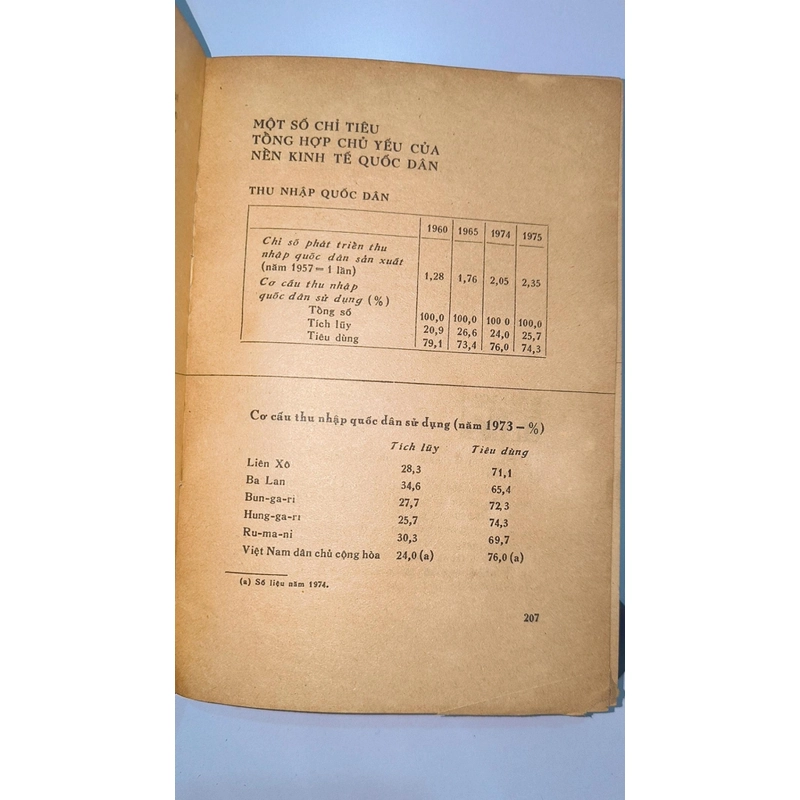 MỘT SỐ CHỈ TIÊU
TỔNG HỢP CHỦ YẾU CỦA
NỀN KINH TẾ QUỐC DÂN
THU NHẬP QUỐC DÂN
1960 1965 1974 1975
Chỉ số phát triển thu
nhập quốc dân sản xuất
(năm 1957 = 1 lần) 1,28 1,76 2,05 2,35
Cơ cấu thu nhập
quốc dân sử dụng (%)
Tổng số 100,0 100,0 100 0 100,0
Tích lũy 20,9 26,6 24,0 25,7
Tiêu dùng 79,1 73,4 76,0 74,3
Cơ cấu thu nhập quốc dân sử dụng (năm 1973 – %)
Tích lũy Tiêu dùng
Liên Xô 28,3 71,1
Ba Lan 34,6 65,4
Bun-ga-ri 27,7 72,3
Hung-ga-ri 25,7 74,3
Ru-ma-ni 30,3 69,7
Việt Nam dân chủ cộng hòa 24,0 (a) 76,0 (a)
(a) Số liệu năm 1974.
207